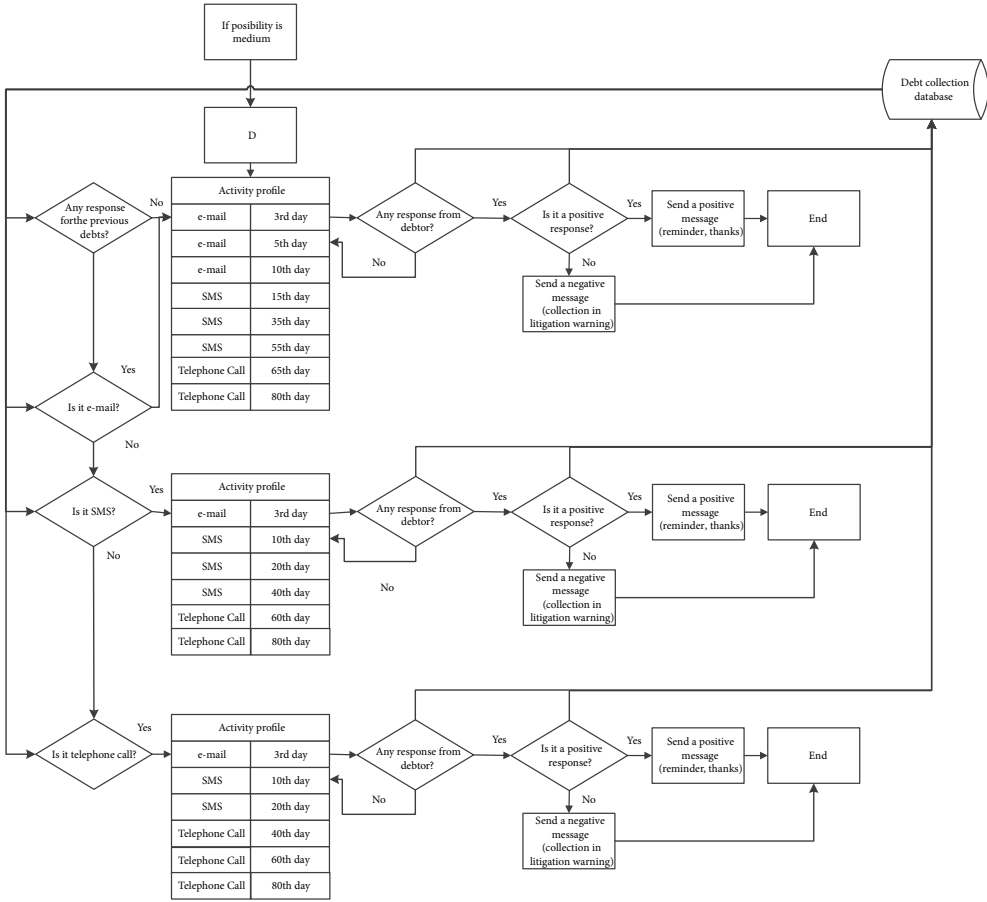 If posibility is
medium
Debt collection
database
D
Any response
forthe previous
debts?
No
Activity profile
e-mail 3rd day
e-mail 5th day
e-mail 10th day
SMS 15th day
SMS 35th day
SMS 55th day
Telephone Call 65th day
Telephone Call 80th day
Any response from
debtor?
No
Yes
Is it a positive
response?
Yes
No
Send a positive
message
(reminder, thanks)
End
Send a negative
message
(collection in
litigation warning)
Yes
Is it e-mail?
No
Is it SMS?
Yes
No
Activity profile
e-mail 3rd day
SMS 10th day
SMS 20th day
SMS 40th day
Telephone Call 60th day
Telephone Call 80th day
Any response from
debtor?
No
Yes
Is it a positive
response?
Yes
No
Send a positive
message
(reminder, thanks)
End
Send a negative
message
(collection in
litigation warning)
Is it telephone call?
Yes
Activity profile
e-mail 3rd day
SMS 10th day
SMS 20th day
Telephone Call 40th day
Telephone Call 60th day
Telephone Call 80th day
Any response from
debtor?
No
Yes
Is it a positive
response?
Yes
No
Send a positive
message
(reminder, thanks)
End
Send a negative
message
(collection in
litigation warning)